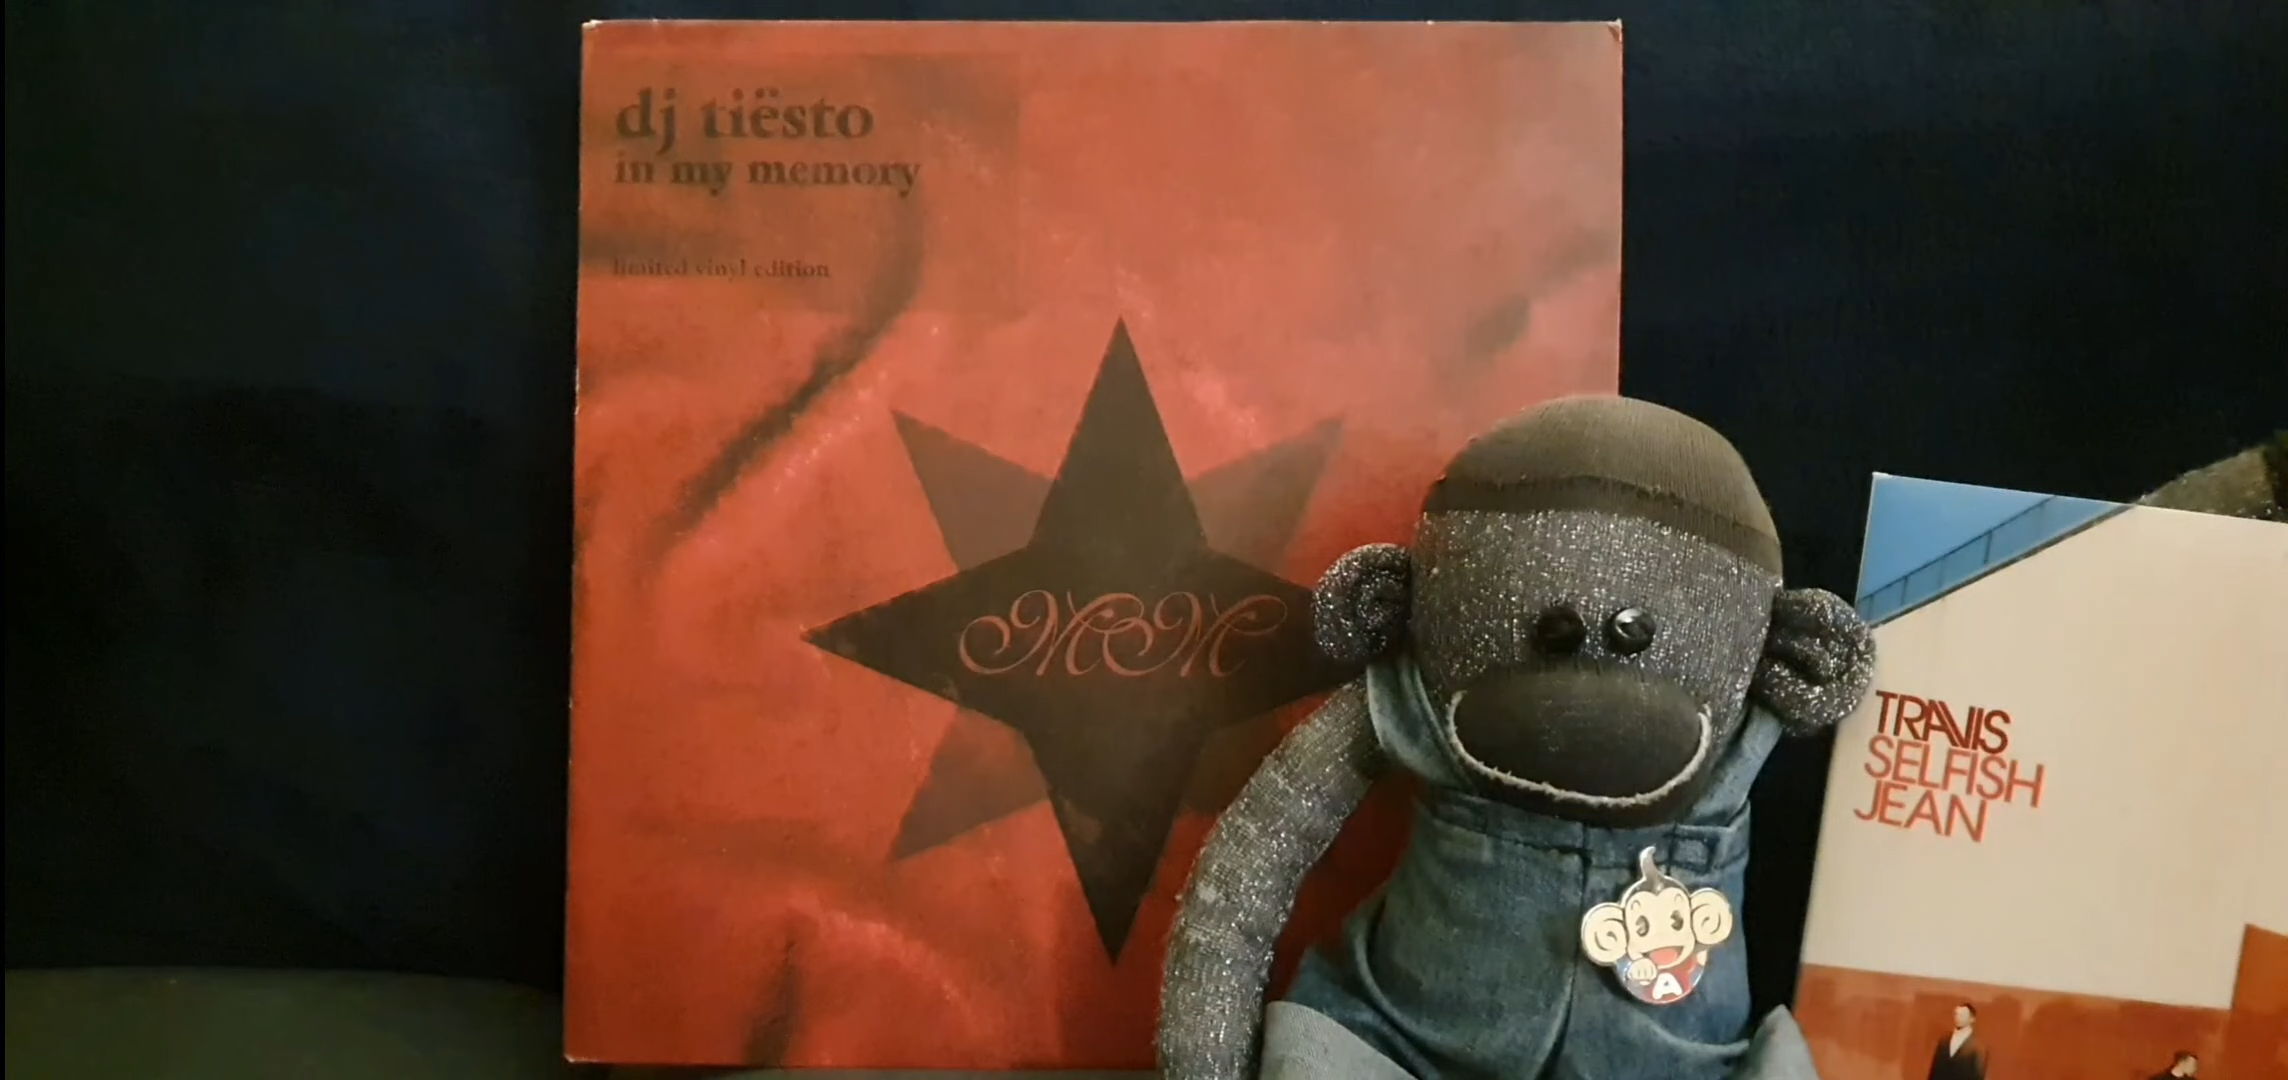 dj tiësto
in my memory
limited vinyl edition
TRAVIS
SELFISH
JEAN
A